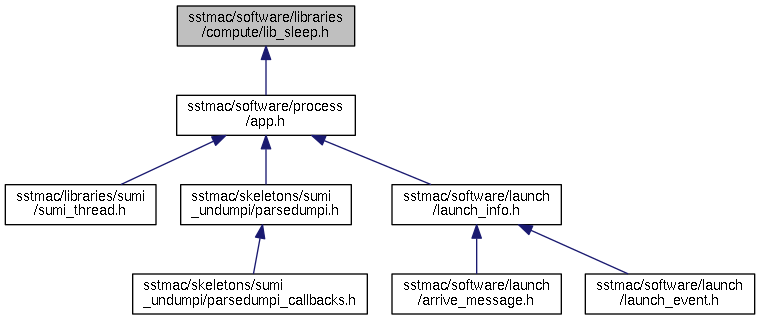 sstmac/software/libraries
/compute/lib_sleep.h
sstmac/software/process
/app.h
sstmac/libraries/sumi
/sumi_thread.h
sstmac/skeletons/sumi
_undumpi/parsedumpi.h
sstmac/software/launch
/launch_info.h
sstmac/skeletons/sumi
_undumpi/parsedumpi_callbacks.h
sstmac/software/launch
/arrive_message.h
sstmac/software/launch
/launch_event.h